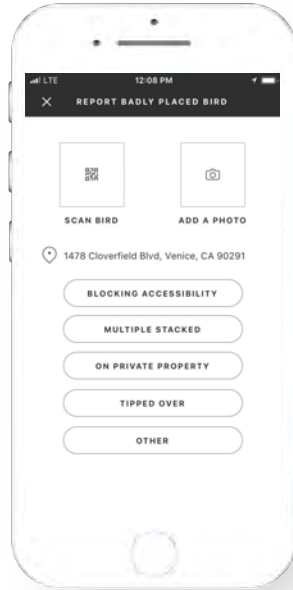 LTE 12:08 PM
REPORT BADLY PLACED BIRD
SCAN BIRD ADD A PHOTO
1478 Cloverfield Blvd, Venice, CA 90291
BLOCKING ACCESSIBILITY
MULTIPLE STACKED
ON PRIVATE PROPERTY
TIPPED OVER
OTHER